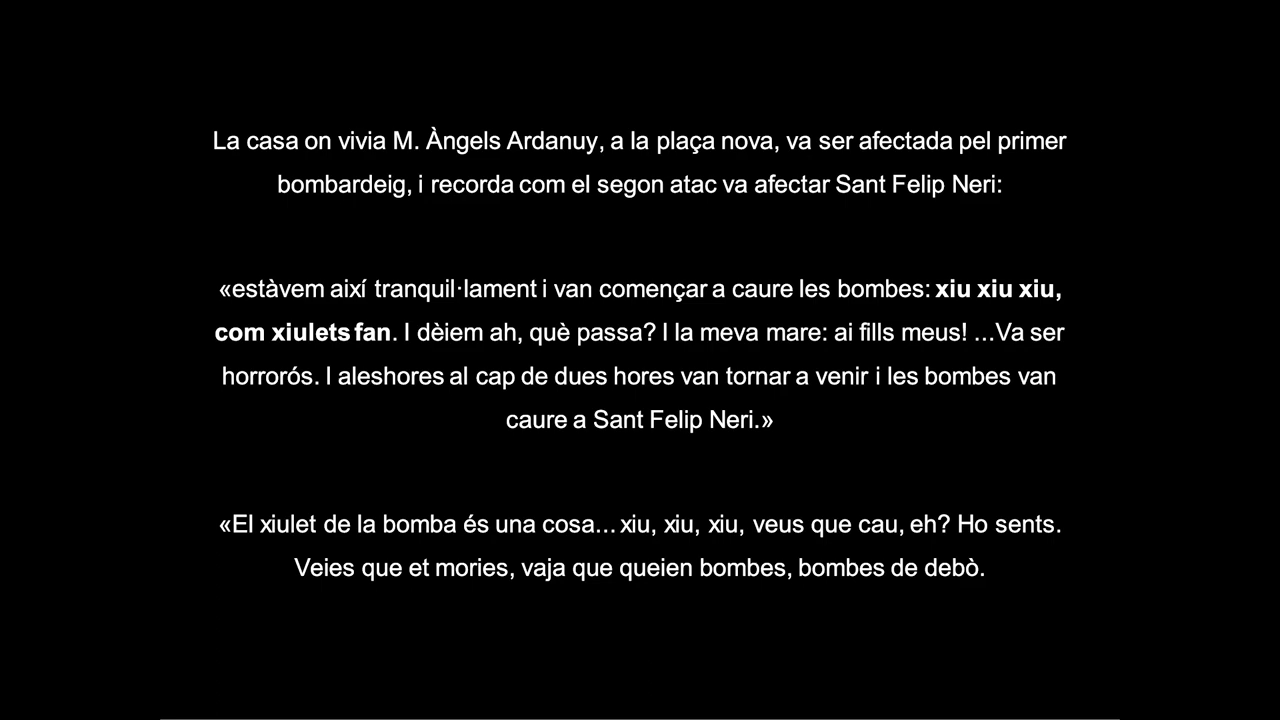 La casa on vivia M. Àngels Ardanuy, a la plaça nova, va ser afectada pel primer
bombardeig, i recorda com el segon atac va afectar Sant Felip Neri:
«estàvem així tranquil·lament i van començar a caure les bombes: xiu xiu xiu,
com xiulets fan. I dèiem ah, què passa? I la meva mare: ai fills meus! ...Va ser
horrorós. I aleshores al cap de dues hores van tornar a venir i les bombes van
caure a Sant Felip Neri.»
«El xiulet de la bomba és una cosa... xiu, xiu, xiu, veus que cau, eh? Ho sents.
Veies que et mories, vaja que queien bombes, bombes de debò.